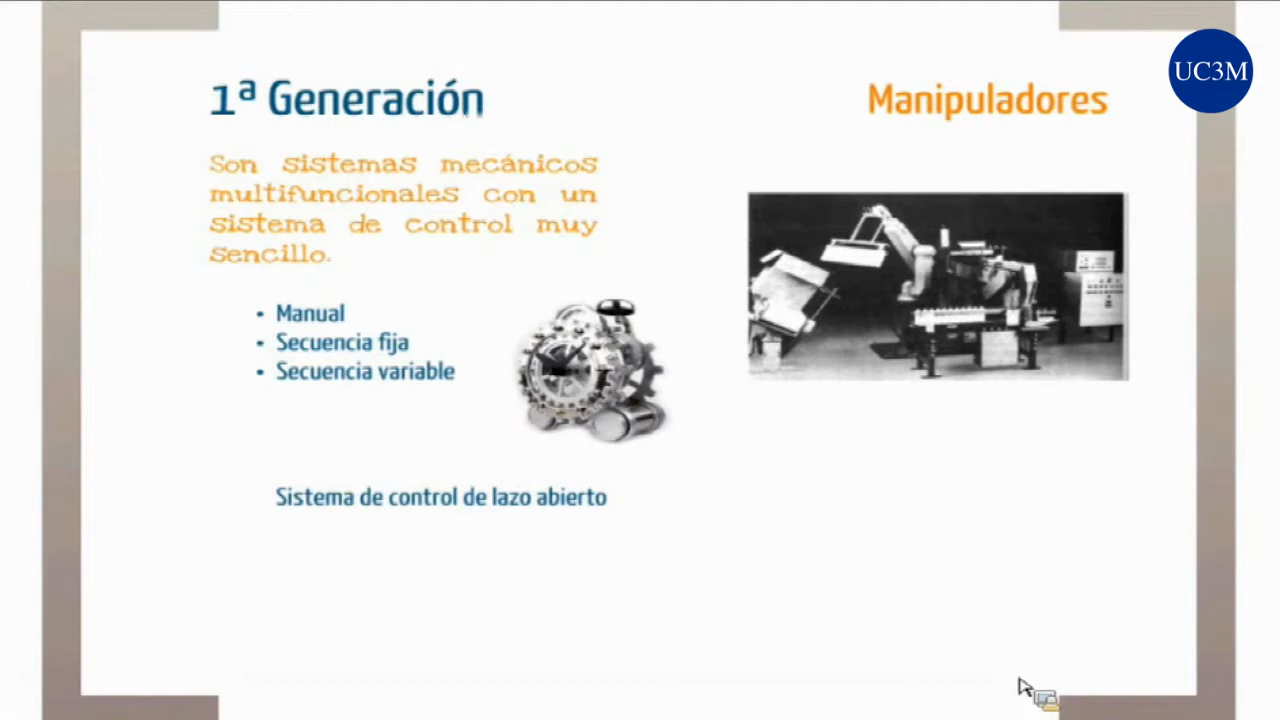 1ª Generación
Manipuladores
UC3M
Son sistemas mecánicos
multifuncionales con un
sistema de control muy
sencillo.
• Manual
• Secuencia fija
• Secuencia variable
Sistema de control de lazo abierto